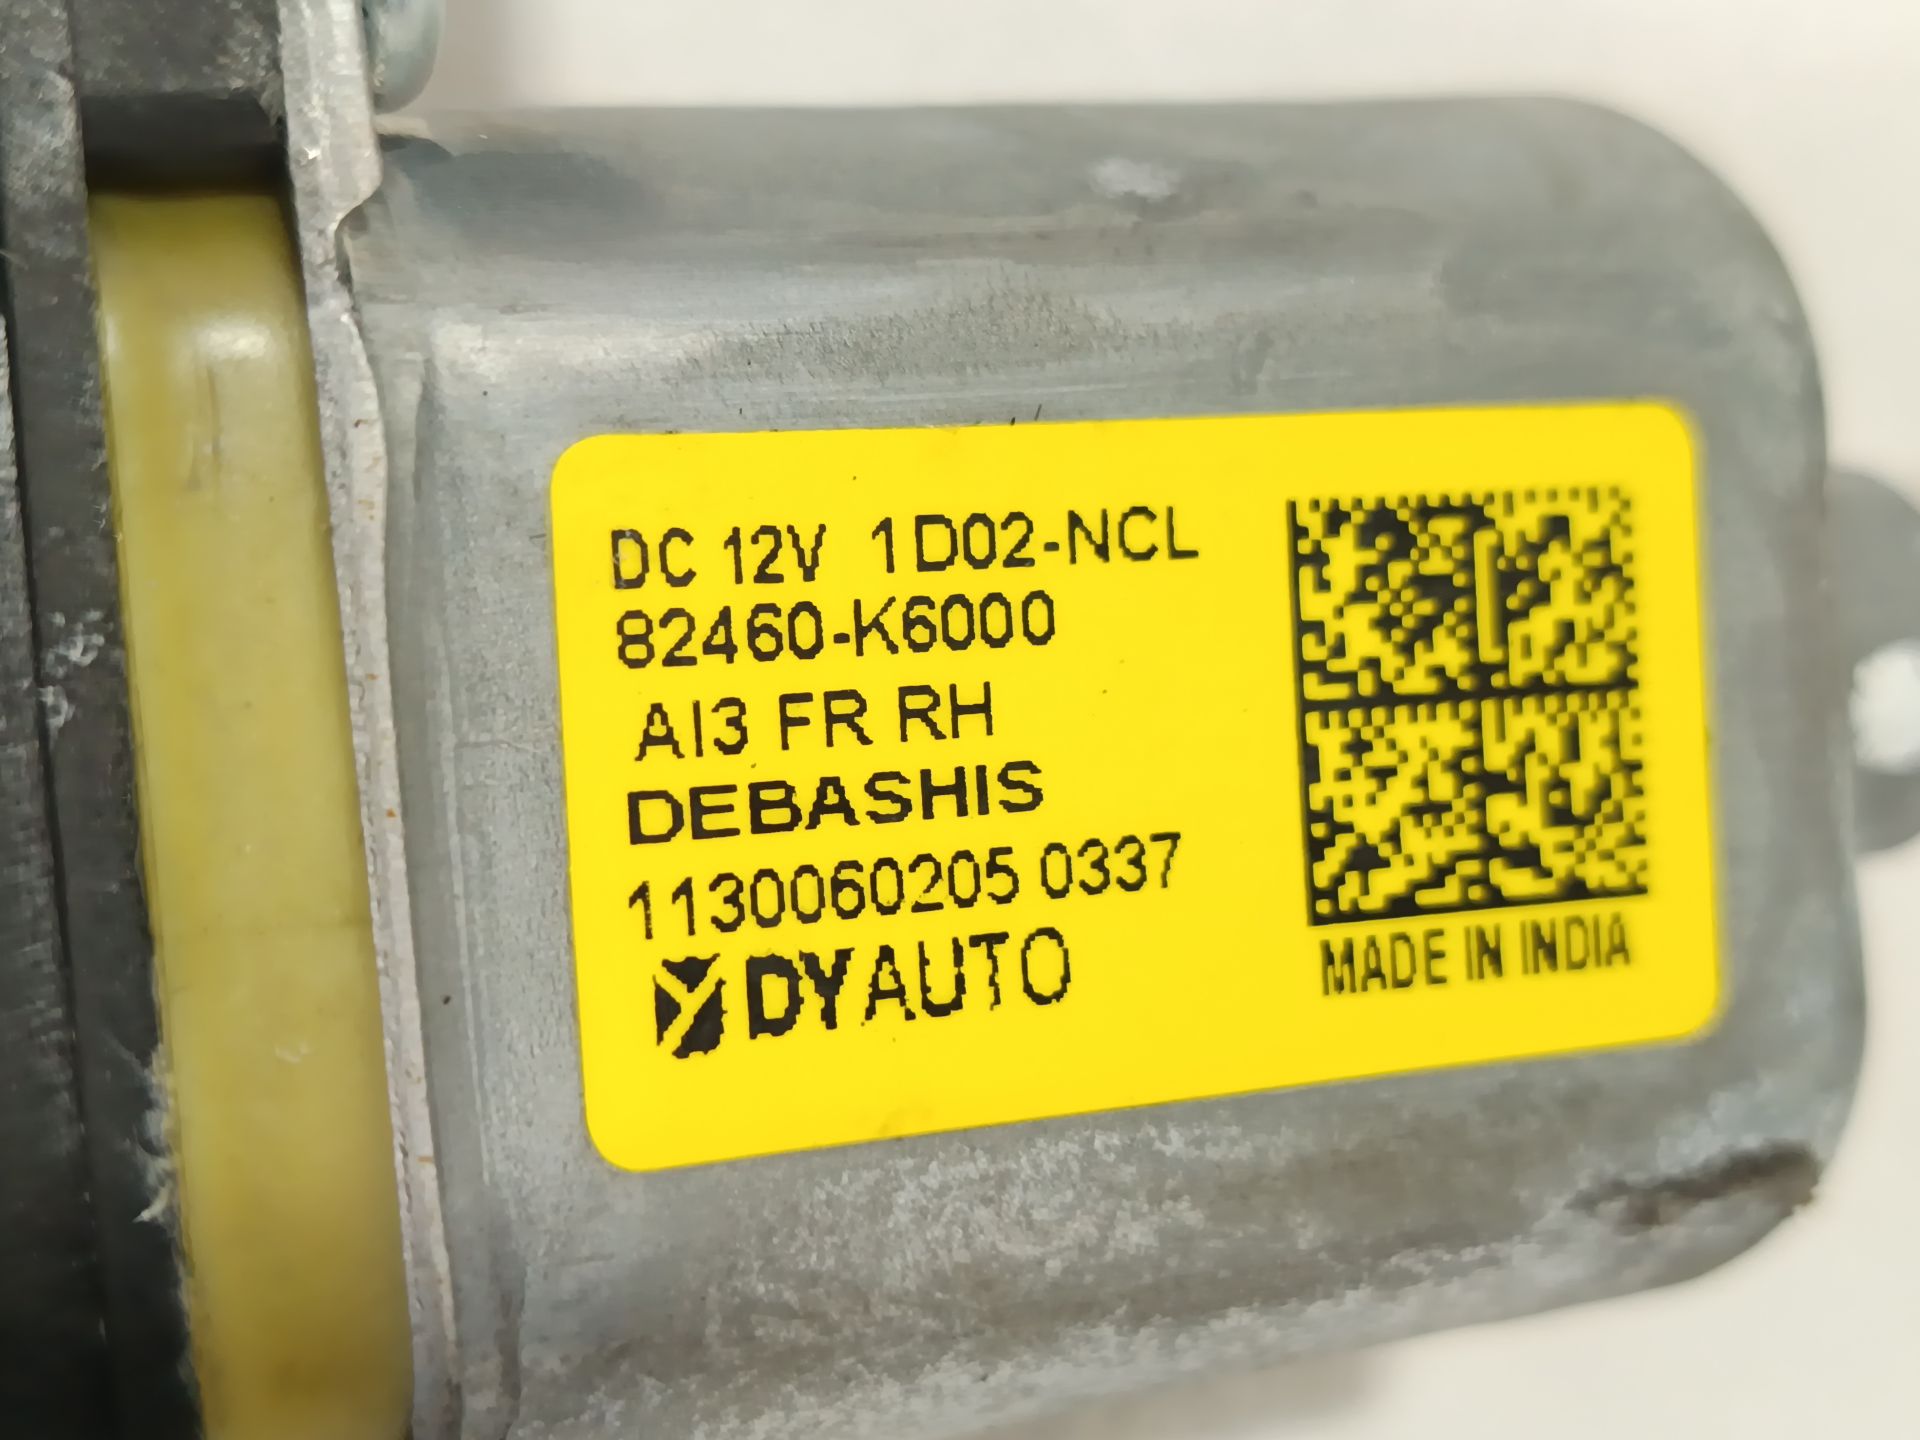 DC 12V 1D02-NCL
82460-K6000
AI3 FR RH
DEBASHIS
1130060205 0337
DYAUTO
MADE IN INDIA